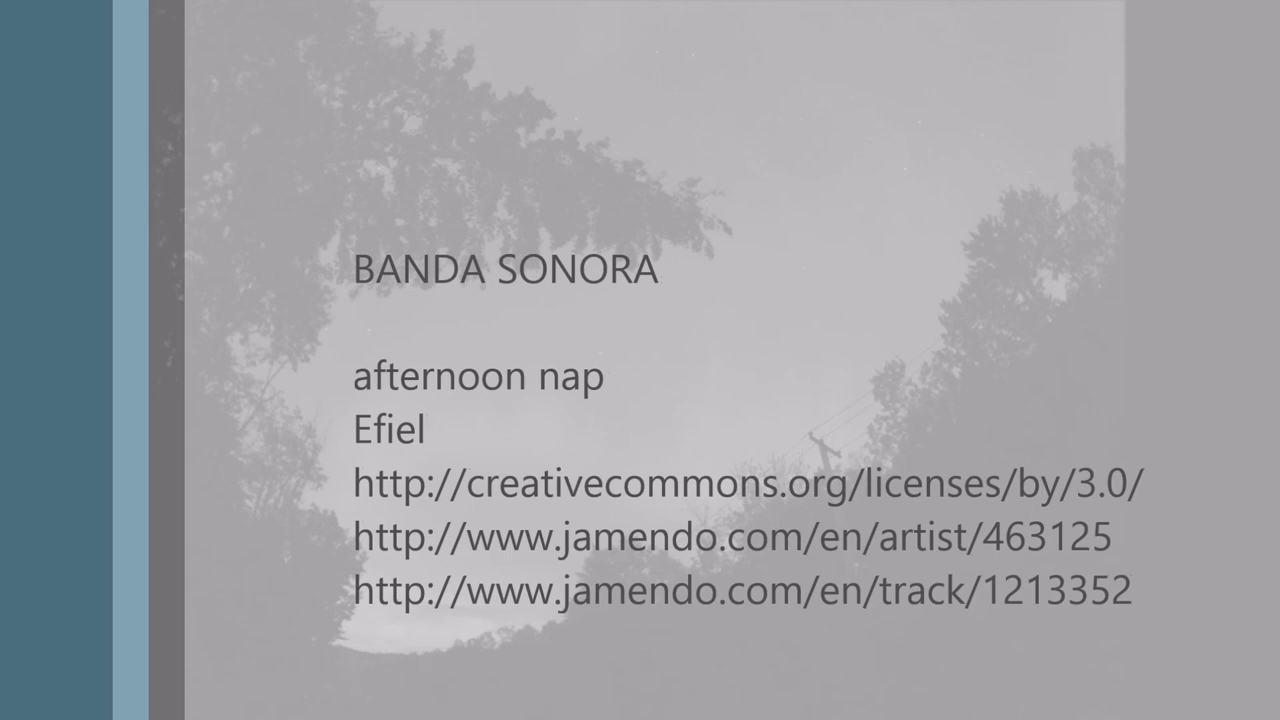 BANDA SONORA
afternoon nap
Efiel
http://creativecommons.org/licenses/by/3.0/
http://www.jamendo.com/en/artist/463125
http://www.jamendo.com/en/track/1213352